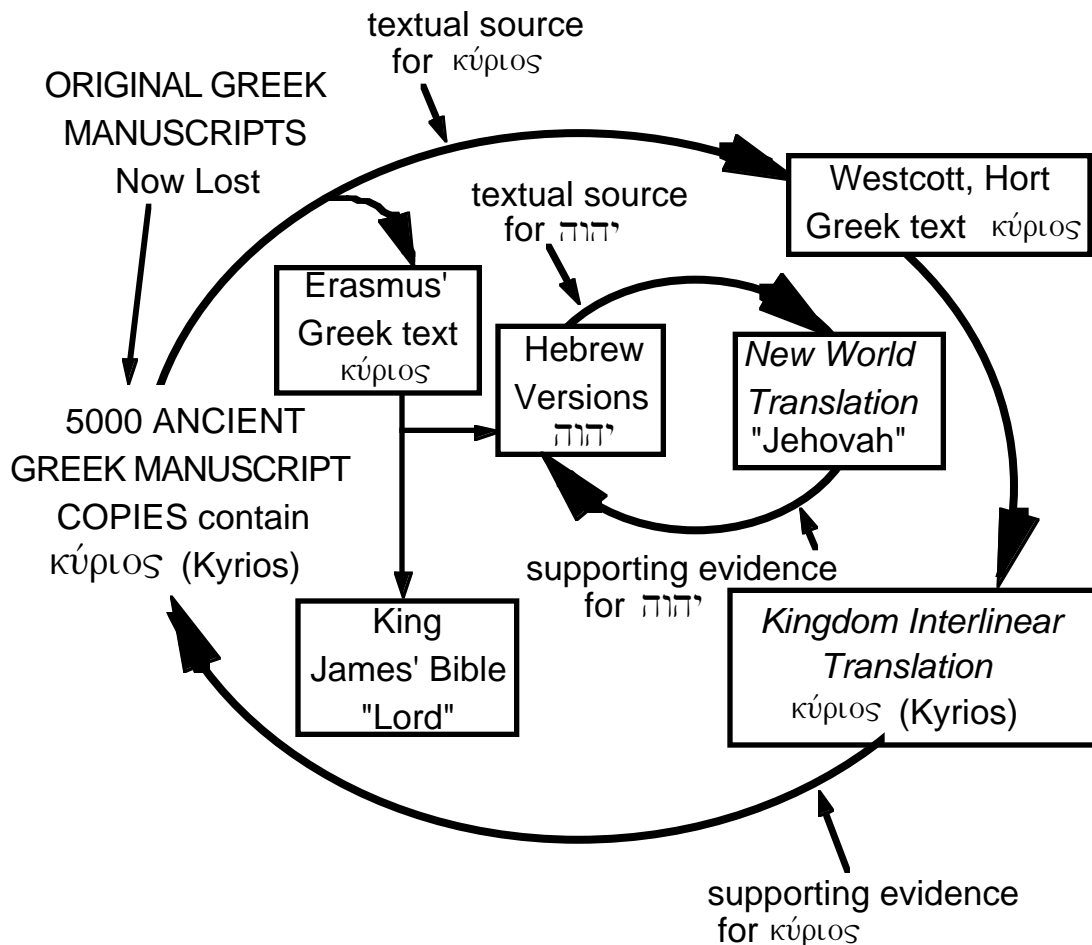 textual source
for κύριος
ORIGINAL GREEK
MANUSCRIPTS
Now Lost
Westcott, Hort
Greek text κύριος
textual source
for יהוה
Erasmus'
Greek text
κύριος
Hebrew
Versions
יהוה
New World
Translation
"Jehovah"
5000 ANCIENT
GREEK MANUSCRIPT
COPIES contain
κύριος (Kyrios)
supporting evidence
for יהוה
King
James' Bible
"Lord"
Kingdom Interlinear
Translation
κύριος (Kyrios)
supporting evidence
for κύριος